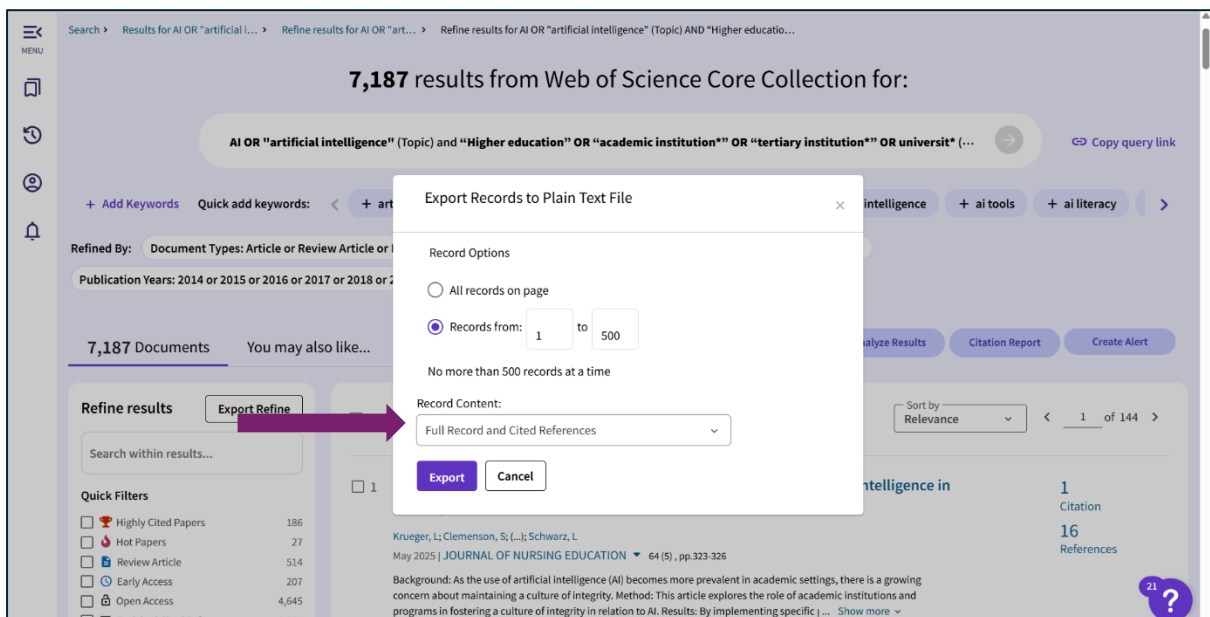 MENU
Search > Results for AI OR "artificial i... > Refine results for AI OR "art... > Refine results for AI OR "artificial intelligence" (Topic) AND "Higher educatio...
7,187 results from Web of Science Core Collection for:
AI OR "artificial intelligence" (Topic) and “Higher education” OR “academic institution*” OR “tertiary institution*” OR universit* (...
Copy query link
+ Add Keywords Quick add keywords: < + art
intelligence + ai tools + ai literacy >
Refined By: Document Types: Article or Review Article or
Publication Years: 2014 or 2015 or 2016 or 2017 or 2018 or
Export Records to Plain Text File ×
Record Options
All records on page
Records from: 1 to 500
No more than 500 records at a time
Record Content:
Full Record and Cited References
Export Cancel
7,187 Documents You may also like...
Analyze Results Citation Report Create Alert
Refine results Export Refine
Search within results...
Sort by
Relevance < 1 of 144 >
Quick Filters
Highly Cited Papers 186
Hot Papers 27
Review Article 514
Early Access 207
Open Access 4,645
1
ntelligence in
1
Citation
16
References
Krueger, L; Clemenson, S; (...); Schwarz, L
May 2025 | JOURNAL OF NURSING EDUCATION 64 (5) , pp.323-326
Background: As the use of artificial intelligence (AI) becomes more prevalent in academic settings, there is a growing
concern about maintaining a culture of integrity. Method: This article explores the role of academic institutions and
programs in fostering a culture of integrity in relation to AI. Results: By implementing specific ... Show more
21
?